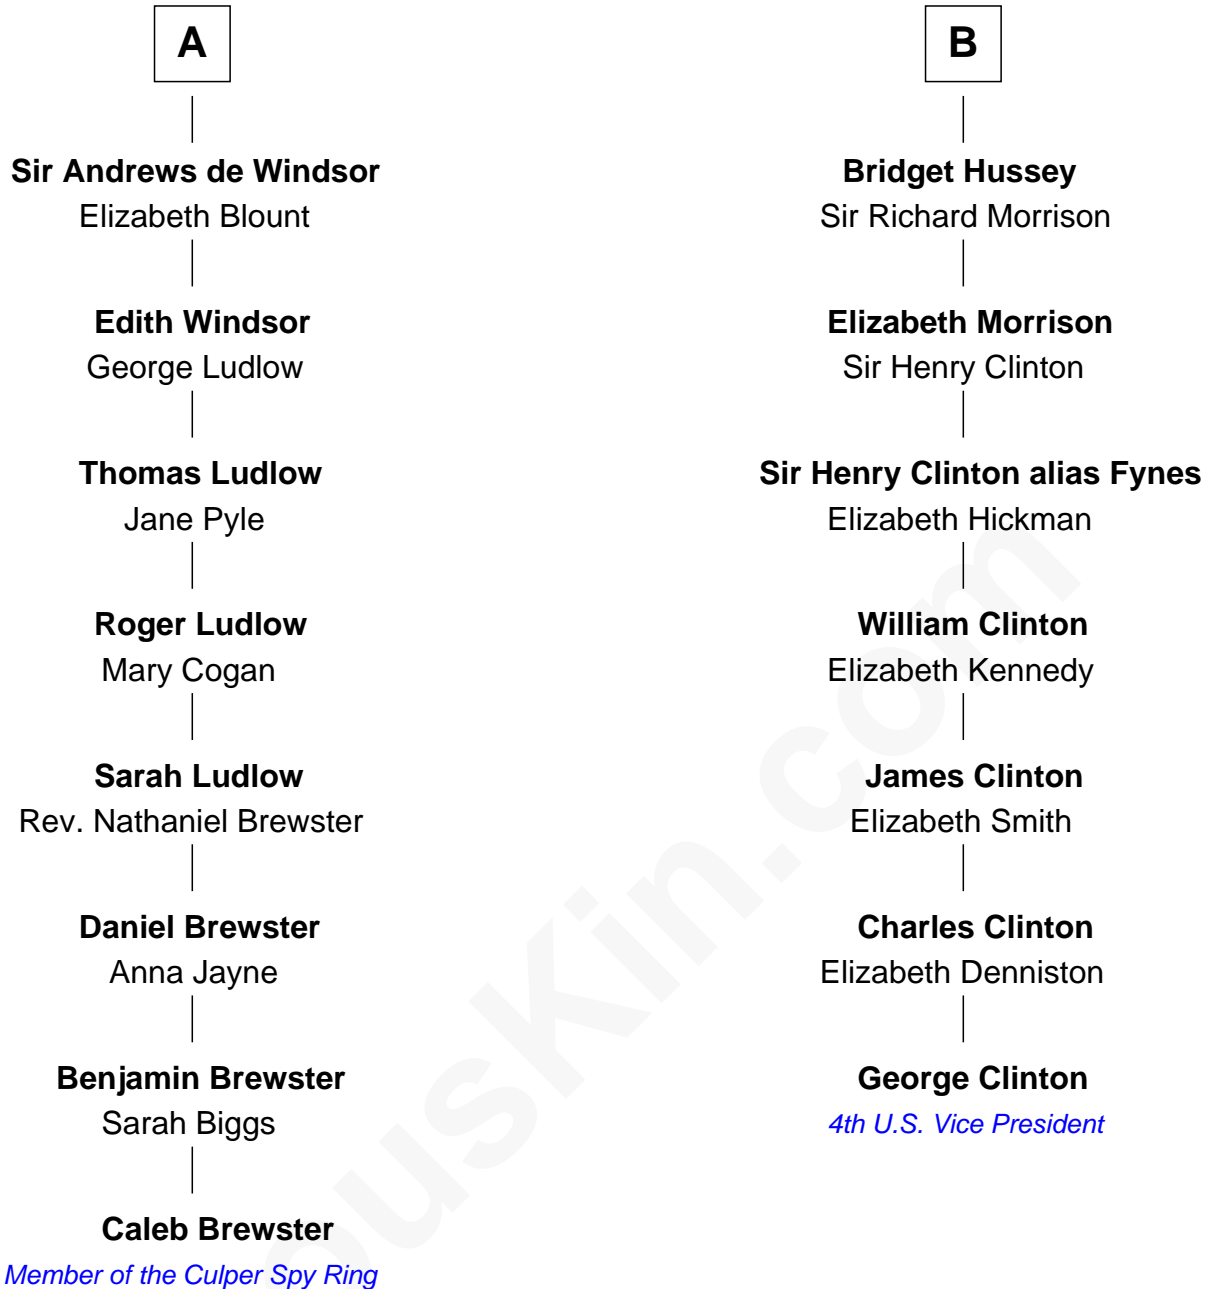 A
Sir Andrews de Windsor
Elizabeth Blount
Edith Windsor
George Ludlow
Thomas Ludlow
Jane Pyle
Roger Ludlow
Mary Cogan
Sarah Ludlow
Rev. Nathaniel Brewster
Daniel Brewster
Anna Jayne
Benjamin Brewster
Sarah Biggs
Caleb Brewster
Member of the Culper Spy Ring
B
Bridget Hussey
Sir Richard Morrison
Elizabeth Morrison
Sir Henry Clinton
Sir Henry Clinton alias Fynes
Elizabeth Hickman
William Clinton
Elizabeth Kennedy
James Clinton
Elizabeth Smith
Charles Clinton
Elizabeth Denniston
George Clinton
4th U.S. Vice President
ousKin.com